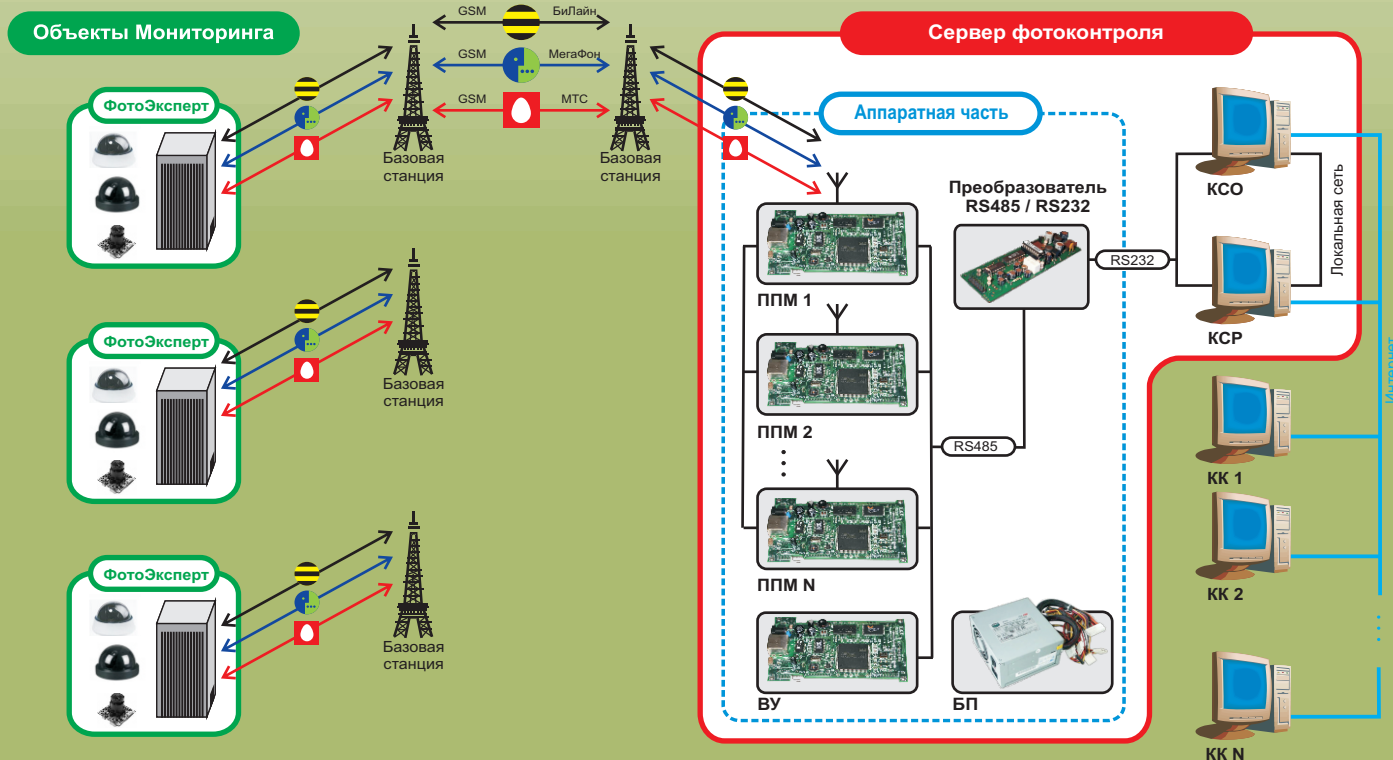 Объекты Мониторинга
GSM
БиЛайн
GSM
МегаФон
GSM
МТС
Базовая
станция
Базовая
станция
ФотоЭксперт
ФотоЭксперт
Базовая
станция
ФотоЭксперт
Базовая
станция
Сервер фотоконтроля
Аппаратная часть
Преобразователь
RS485 / RS232
ППМ 1
ППМ 2
ППМ N
ВУ
БП
RS485
RS232
КСО
КСР
Локальная сеть
Интернет
КК 1
КК 2
КК N